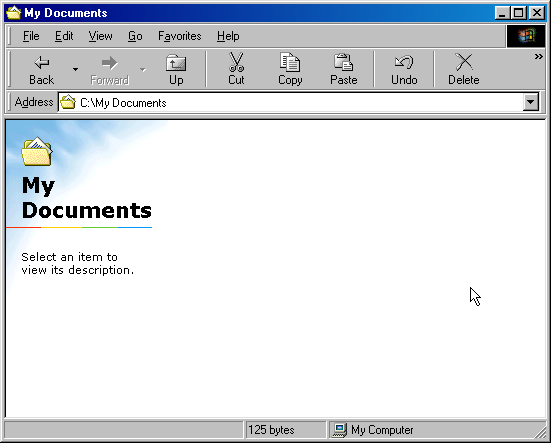 My Documents
File Edit View Go Favorites Help
Back Forward Up Cut Copy Paste Undo Delete »
Address C:\My Documents
My
Documents
Select an item to
view its description.
125 bytes My Computer